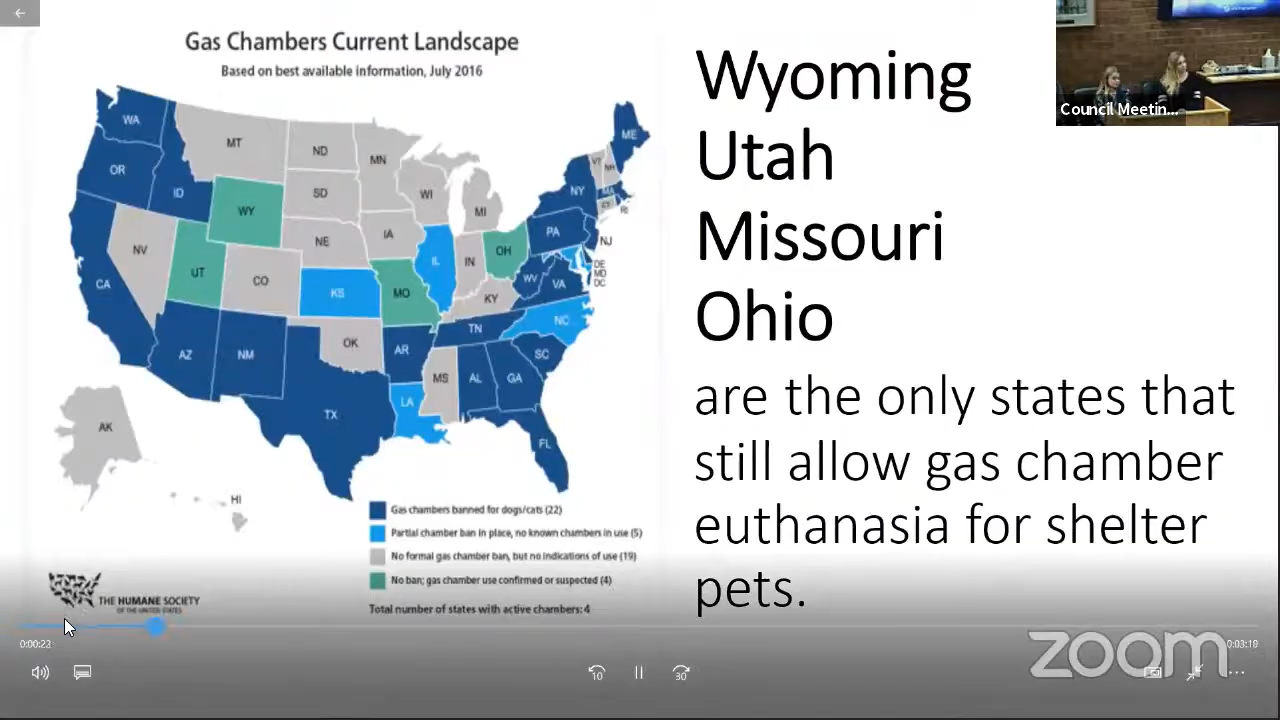 Gas Chambers Current Landscape
Based on best available information, July 2016
WA
OR
ID
MT
ND
SD
MN
WI
MI
WY
NE
IA
NV
UT
CO
CA
KS
MO
IL
IN
OH
KY
WV
VA
PA
NY
ME
VT
NH
MA
CT
RI
NJ
DE
MD
DC
NC
TN
SC
AZ
NM
OK
AR
MS
AL
GA
TX
LA
FL
AK
HI
Gas chambers banned for dogs/cats (22)
Partial chamber ban in place, no known chambers in use (5)
No formal gas chamber ban, but no indications of use (19)
No ban; gas chamber use confirmed or suspected (4)
Total number of states with active chambers: 4
THE HUMANE SOCIETY
OF THE UNITED STATES
Wyoming
Utah
Missouri
Ohio
are the only states that
still allow gas chamber
euthanasia for shelter
pets.
Council Meetin...
0:00:23
0:03:10
10
30
zoom